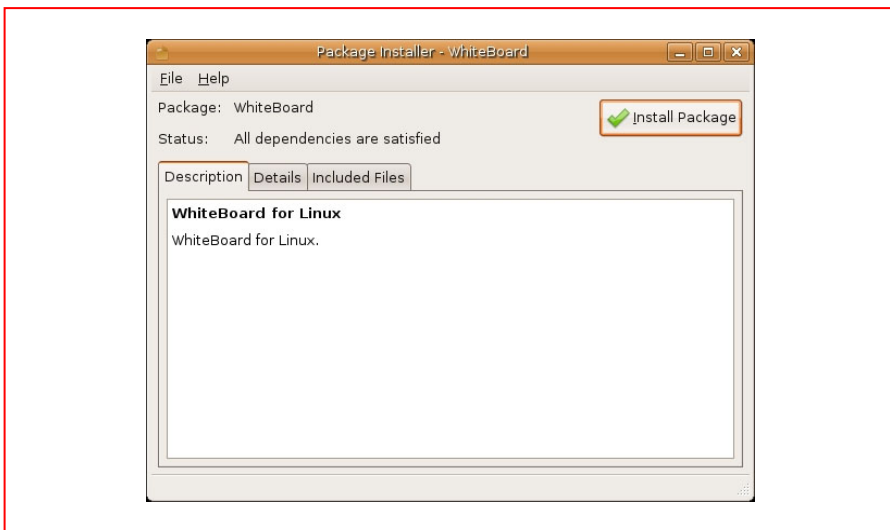 Package Installer - WhiteBoard
File Help
Package: WhiteBoard
Install Package
Status: All dependencies are satisfied
Description Details Included Files
WhiteBoard for Linux
WhiteBoard for Linux.